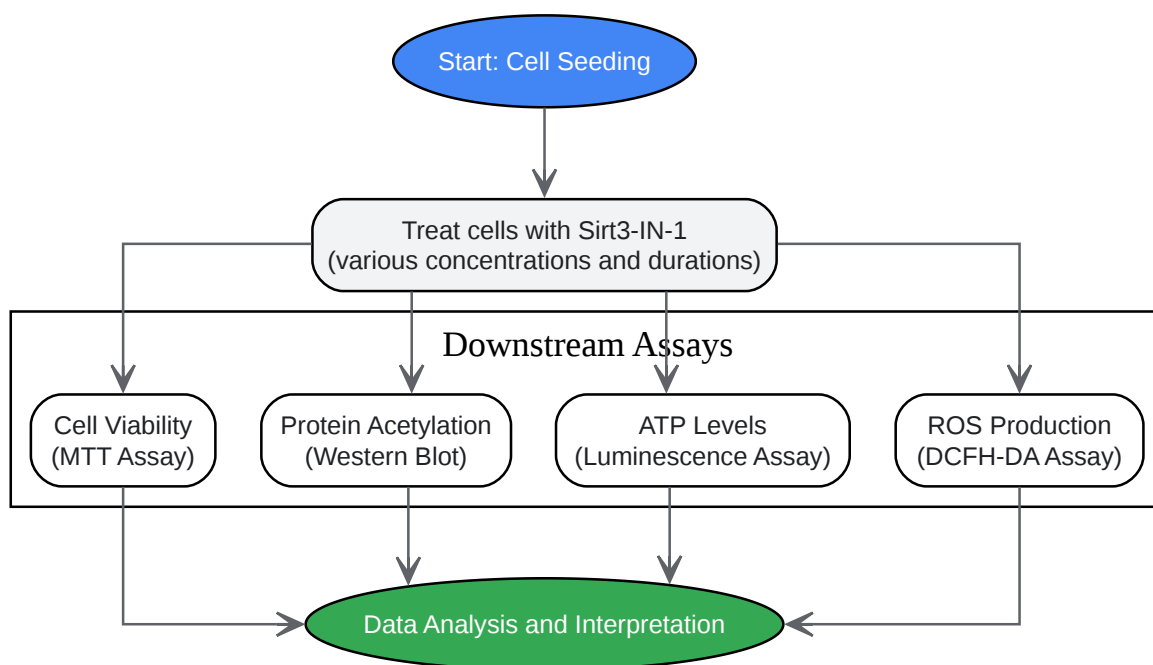 Start: Cell Seeding
Treat cells with Sirt3-IN-1
(various concentrations and durations)
Downstream Assays
Cell Viability
(MTT Assay)
Protein Acetylation
(Western Blot)
ATP Levels
(Luminescence Assay)
ROS Production
(DCFH-DA Assay)
Data Analysis and Interpretation